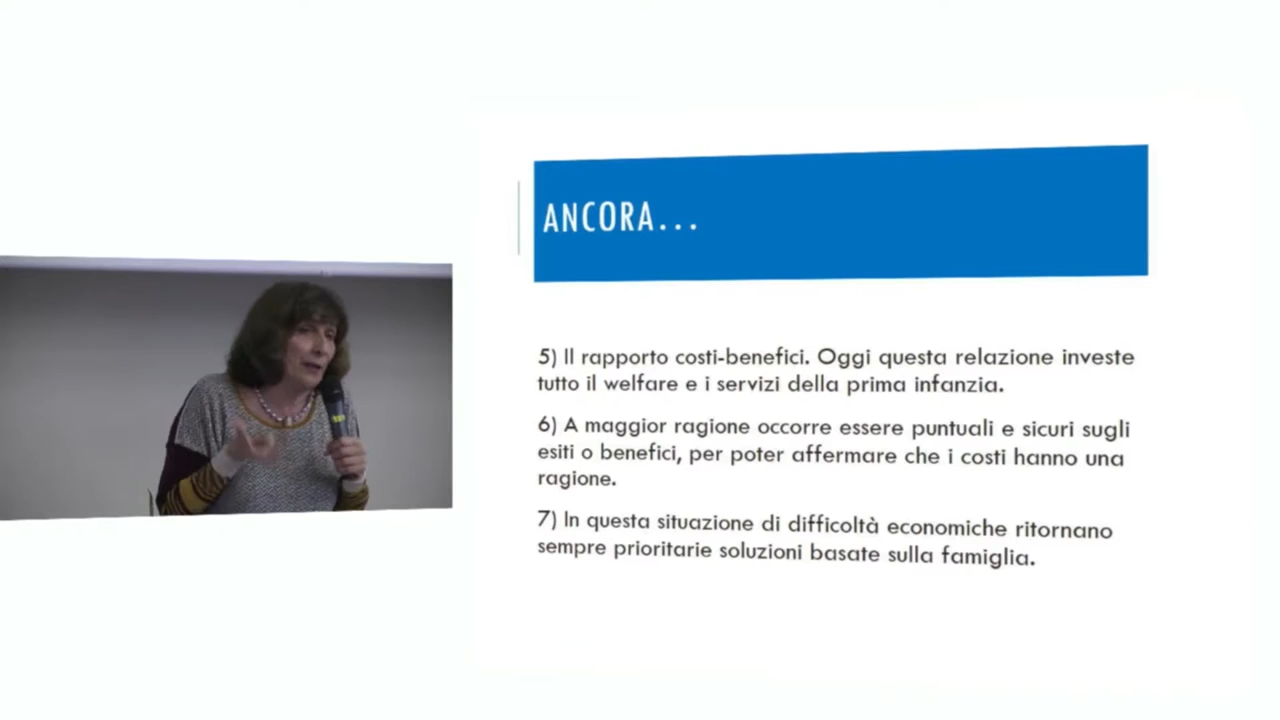 ANCORA...
5) Il rapporto costi-benefici. Oggi questa relazione investe
tutto il welfare e i servizi della prima infanzia.
6) A maggior ragione occorre essere puntuali e sicuri sugli
esiti o benefici, per poter affermare che i costi hanno una
ragione.
7) In questa situazione di difficoltà economiche ritornano
sempre prioritarie soluzioni basate sulla famiglia.